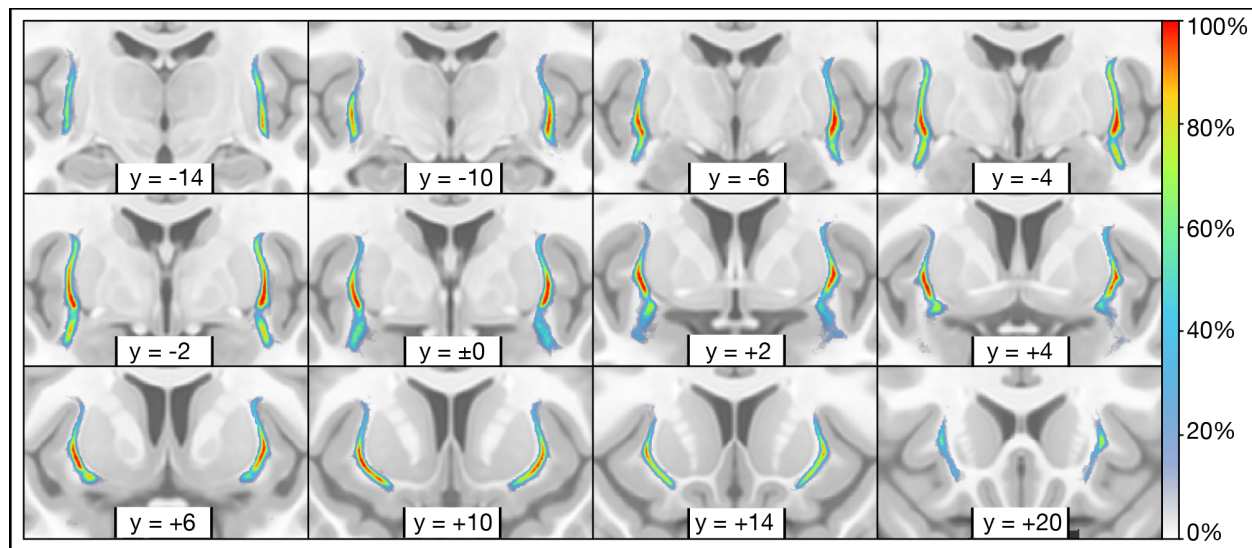 100%
80%
60%
40%
20%
0%
y = -14
y = -10
y = -6
y = -4
y = -2
y = ±0
y = +2
y = +4
y = +6
y = +10
y = +14
y = +20